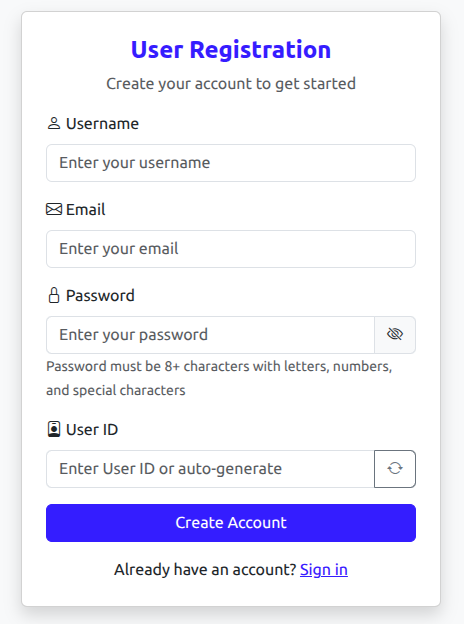 User Registration
Create your account to get started
Username
Enter your username
Email
Enter your email
Password
Enter your password
Password must be 8+ characters with letters, numbers,
and special characters
User ID
Enter User ID or auto-generate
Create Account
Already have an account? Sign in